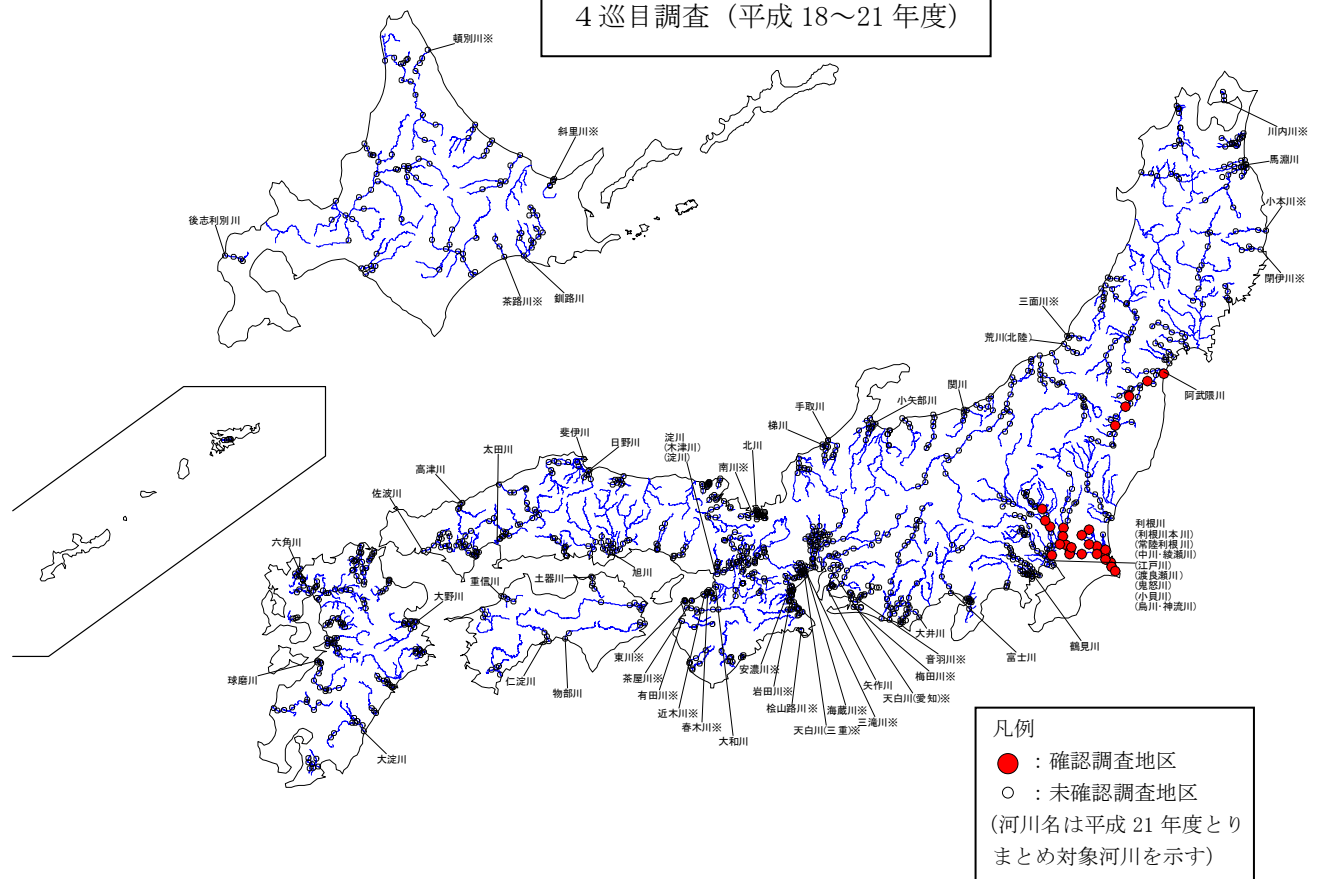 4巡目調査（平成 18～21 年度）
頓別川※
斜里川※
後志利別川
茶路川※
釧路川
川内川※
馬淵川
小本川※
閉伊川※
三面川※
荒川(北陸)
阿武隈川
関川
小矢部川
手取川
梯川
北川
南川※
淀川
(木津川)
(淀川)
日野川
斐伊川
太田川
高津川
佐波川
六角川
利根川
(利根川本川)
(常陸利根川)
(中川･綾瀬川)
(江戸川)
(渡良瀬川)
(鬼怒川)
(小貝川)
(烏川･神流川)
旭川
土器川
重信川
大野川
球磨川
大淀川
仁淀川
物部川
東川※
茶屋川※
有田川※
近木川※
春木川※
大和川
安濃川※
岩田川※
桧山路川※
天白川(三重)※
海蔵川※
三滝川※
矢作川
天白川(愛知)※
梅田川※
音羽川※
大井川
富士川
鶴見川
凡例
：確認調査地区
：未確認調査地区
(河川名は平成 21 年度とり
まとめ対象河川を示す)